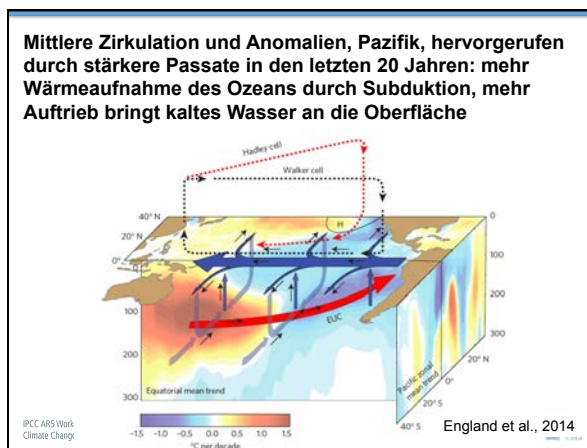 Mittlere Zirkulation und Anomalien, Pazifik, hervorgerufen
durch stärkere Passate in den letzten 20 Jahren: mehr
Wärmeaufnahme des Ozeans durch Subduktion, mehr
Auftrieb bringt kaltes Wasser an die Oberfläche
Hadley cell
Walker cell
H
40° N
20° N
0°
0
100
200
300
100
200
300
EUC
Equatorial mean trend
Pacific zonal
mean trend
20° N
0°
20° S
40° S
-1.5 -1.0 -0.5 0.0 0.5 1.0 1.5
°C per decade
IPCC AR5 Work
Climate Change
England et al., 2014